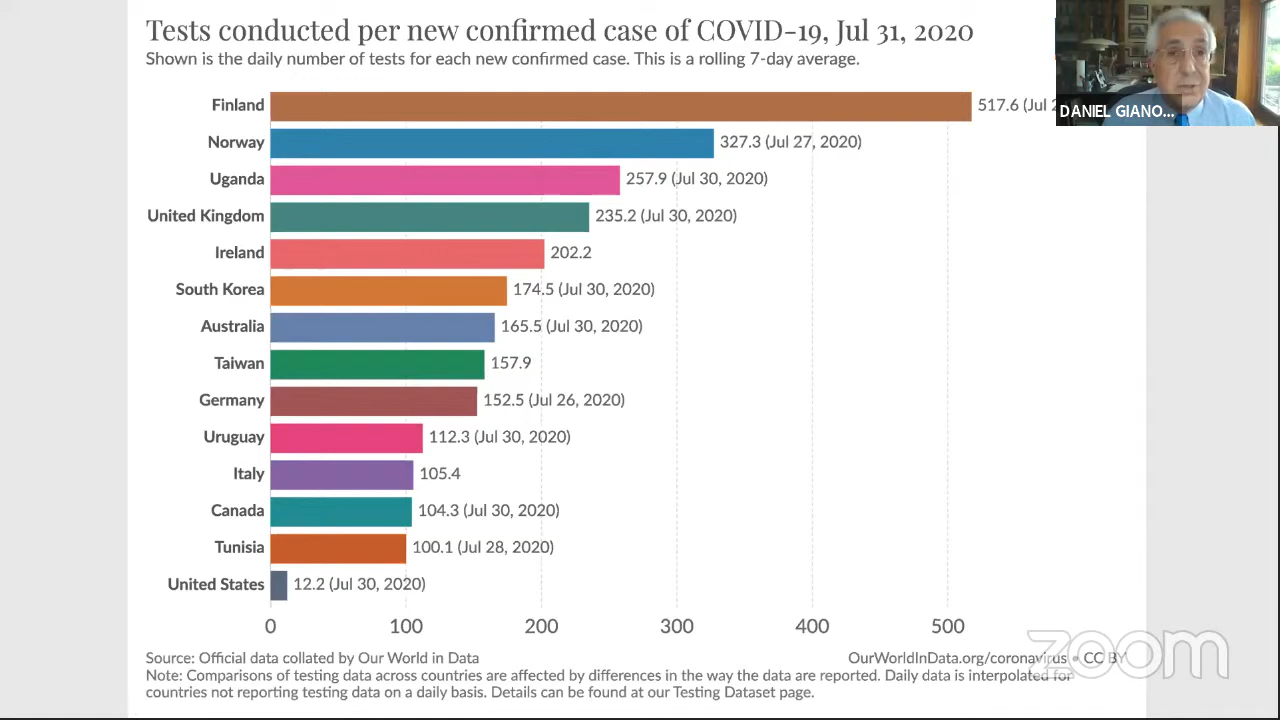 Tests conducted per new confirmed case of COVID-19, Jul 31, 2020
Shown is the daily number of tests for each new confirmed case. This is a rolling 7-day average.
DANIEL GIANO...
Finland 517.6 (Jul 2
Norway 327.3 (Jul 27, 2020)
Uganda 257.9 (Jul 30, 2020)
United Kingdom 235.2 (Jul 30, 2020)
Ireland 202.2
South Korea 174.5 (Jul 30, 2020)
Australia 165.5 (Jul 30, 2020)
Taiwan 157.9
Germany 152.5 (Jul 26, 2020)
Uruguay 112.3 (Jul 30, 2020)
Italy 105.4
Canada 104.3 (Jul 30, 2020)
Tunisia 100.1 (Jul 28, 2020)
United States 12.2 (Jul 30, 2020)
0 100 200 300 400 500
Source: Official data collated by Our World in Data OurWorldInData.org/coronavirus • CC BY
Note: Comparisons of testing data across countries are affected by differences in the way the data are reported. Daily data is interpolated for
countries not reporting testing data on a daily basis. Details can be found at our Testing Dataset page.
zoom